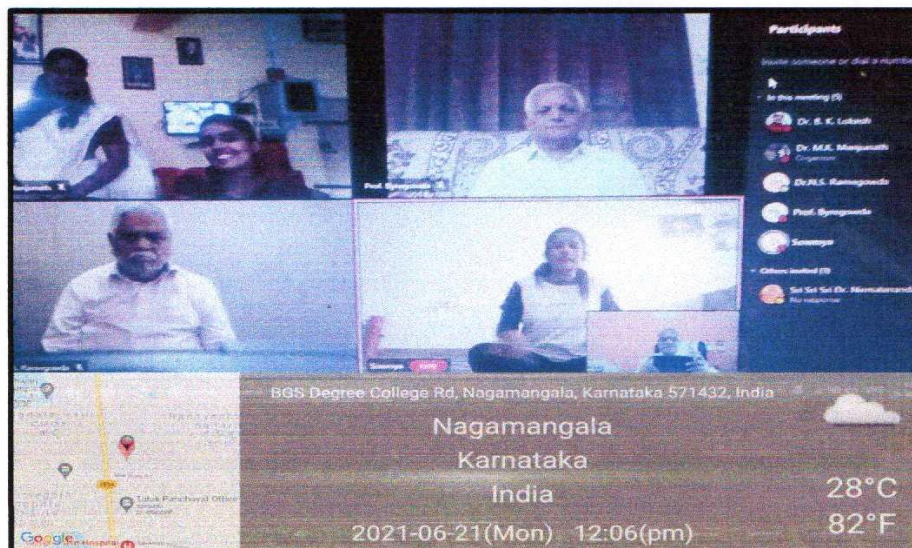 Participants
Invite someone or dial a number
In this meeting (5)
Dr. B. K. Lokesh
Dr. M.K. Manjunath
Organiser
Dr.N.S. Ramegowda
Prof. Byregowda
Sowmya
Others invited (1)
Sri Sri Sri Dr. Nirmalananda
No response
Manjunath
Prof. Byregowda
S. Ramegowda
Sowmya
BGS Degree College Rd, Nagamangala, Karnataka 571432, India
Nagamangala
Karnataka
India
2021-06-21(Mon) 12:06(pm)
28°C
82°F
Taluk Panchayat Office
Hospital
Google